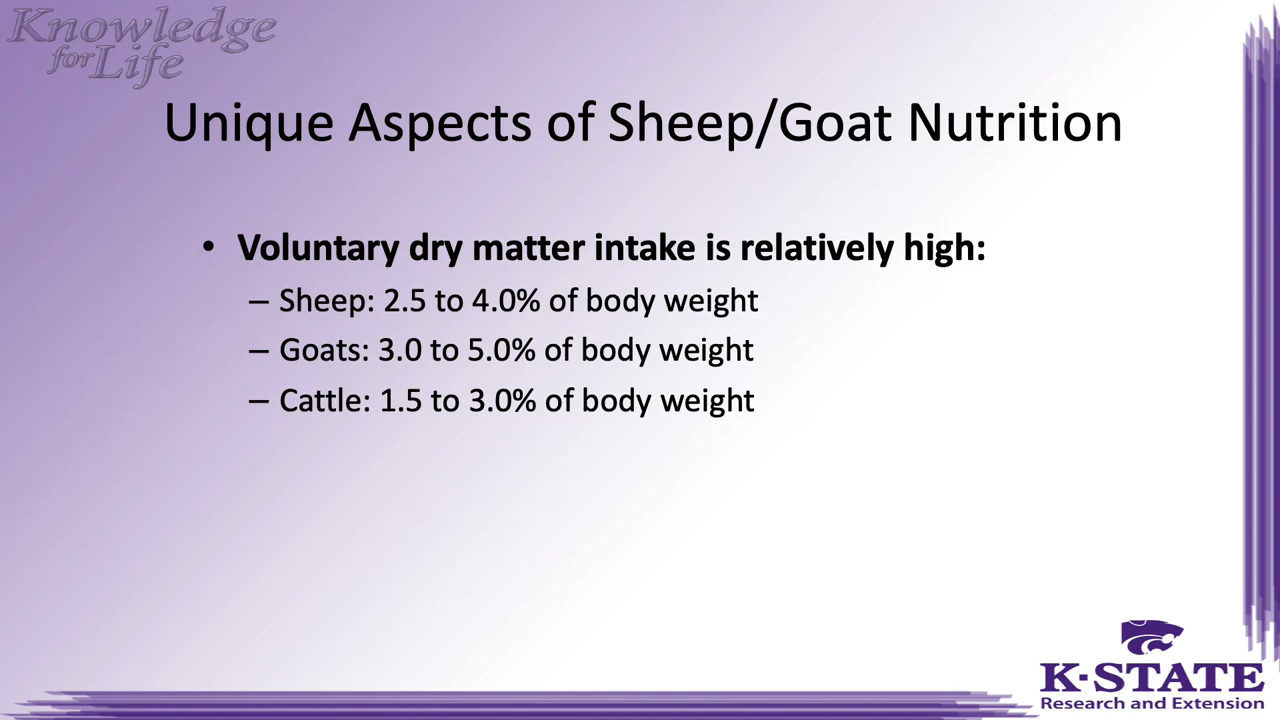 Knowledge
for Life
Unique Aspects of Sheep/Goat Nutrition
• Voluntary dry matter intake is relatively high:
– Sheep: 2.5 to 4.0% of body weight
– Goats: 3.0 to 5.0% of body weight
– Cattle: 1.5 to 3.0% of body weight
K-STATE
Research and Extension